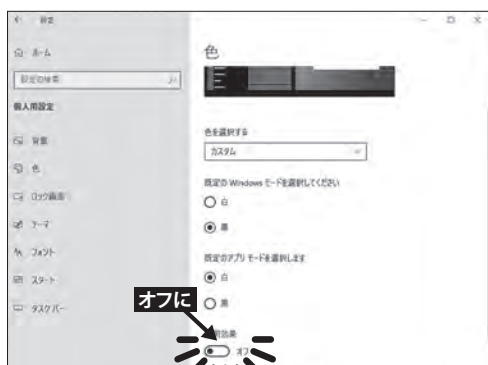 設定
ホーム
設定の検索
個人用設定
背景
色
ロック画面
テーマ
フォント
スタート
タスク バー
色
色を選択する
カスタム
既定の Windows モードを選択してください
白
黒
既定のアプリ モードを選択します
白
黒
オフに
効果
オフ